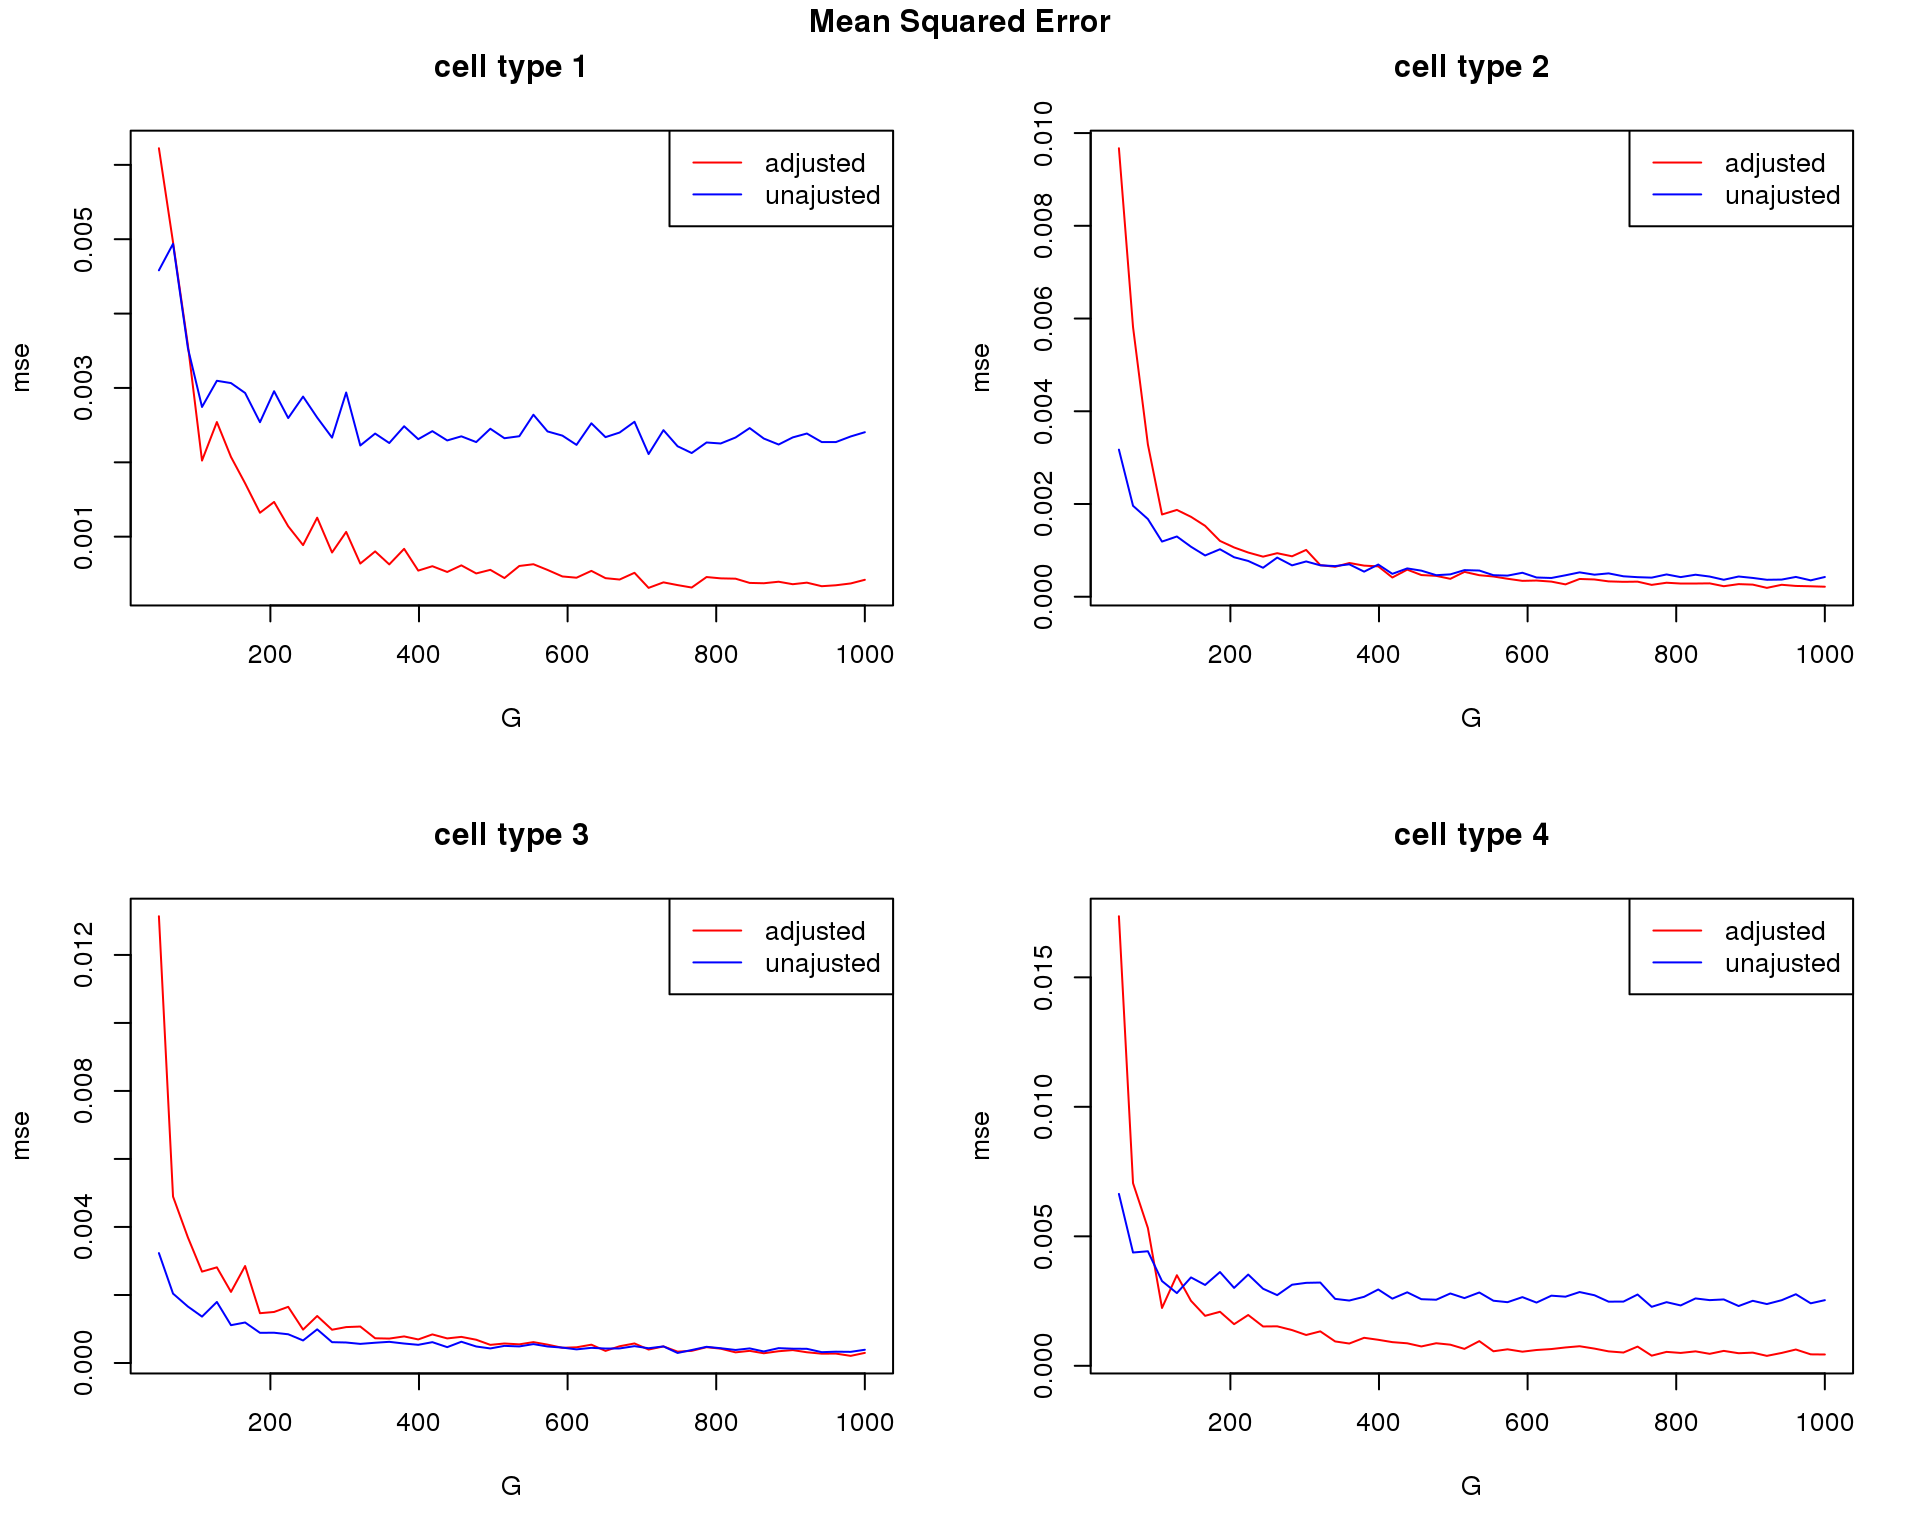 Mean Squared Error
cell type 1
adjusted
unajusted
0.005
0.003
0.001
mse
200 400 600 800 1000
G
cell type 2
adjusted
unajusted
0.010
0.008
0.006
0.004
0.002
0.000
mse
200 400 600 800 1000
G
cell type 3
adjusted
unajusted
0.012
0.008
0.004
0.000
mse
200 400 600 800 1000
G
cell type 4
adjusted
unajusted
0.015
0.010
0.005
0.000
mse
200 400 600 800 1000
G